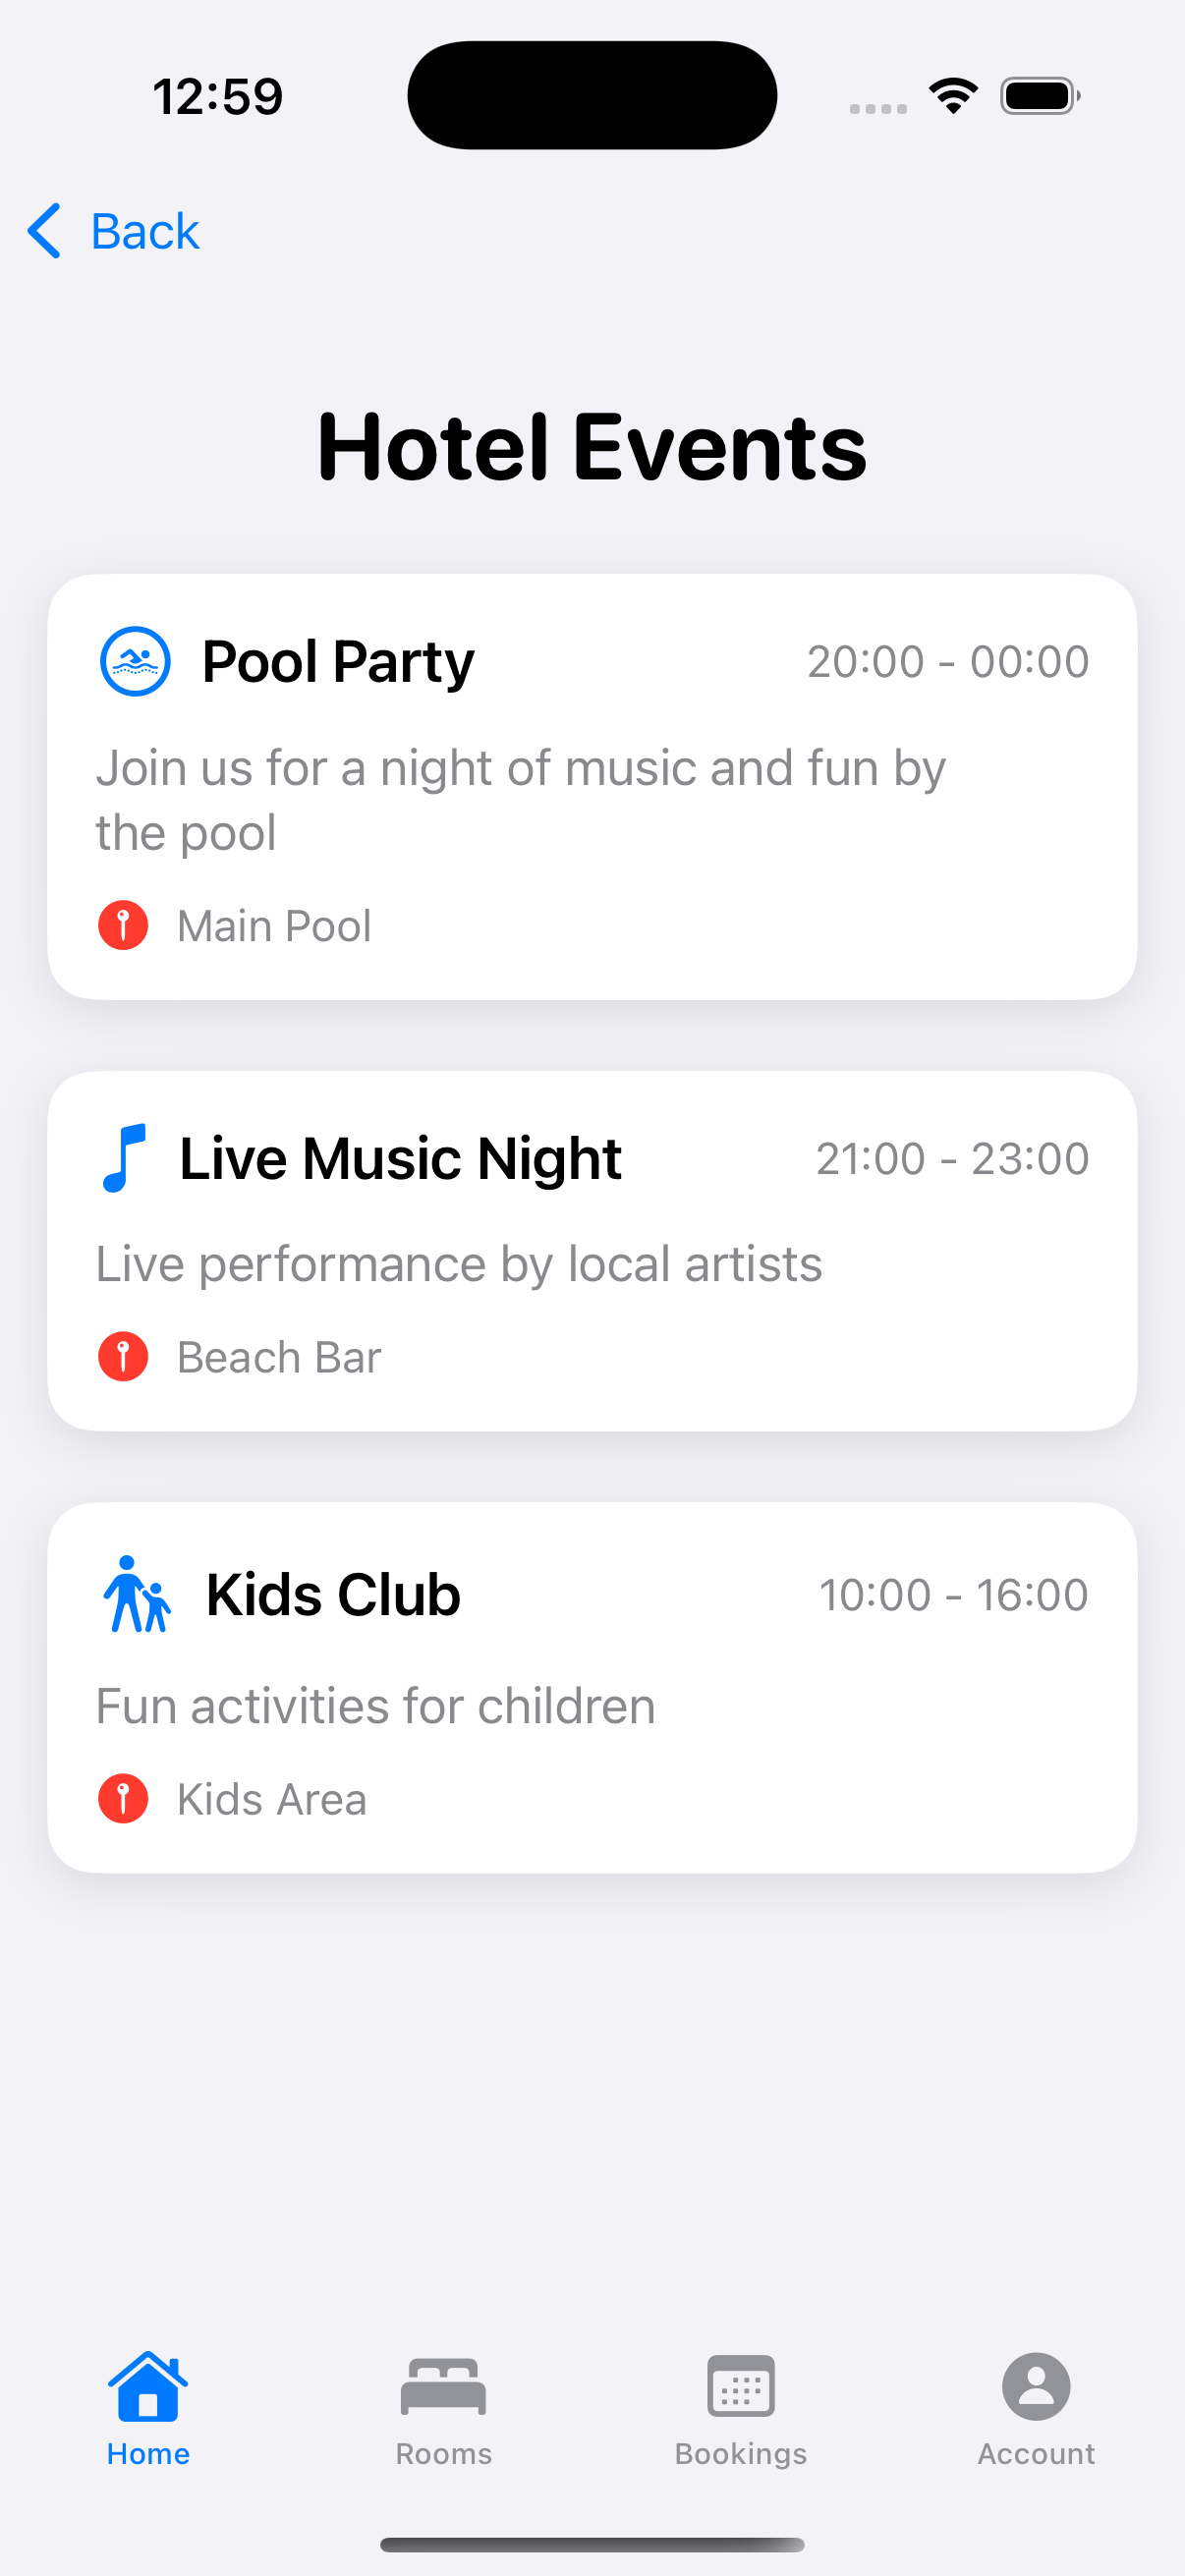 12:59
Back
Hotel Events
Pool Party
20:00 - 00:00
Join us for a night of music and fun by
the pool
Main Pool
Live Music Night
21:00 - 23:00
Live performance by local artists
Beach Bar
Kids Club
10:00 - 16:00
Fun activities for children
Kids Area
Home
Rooms
Bookings
Account